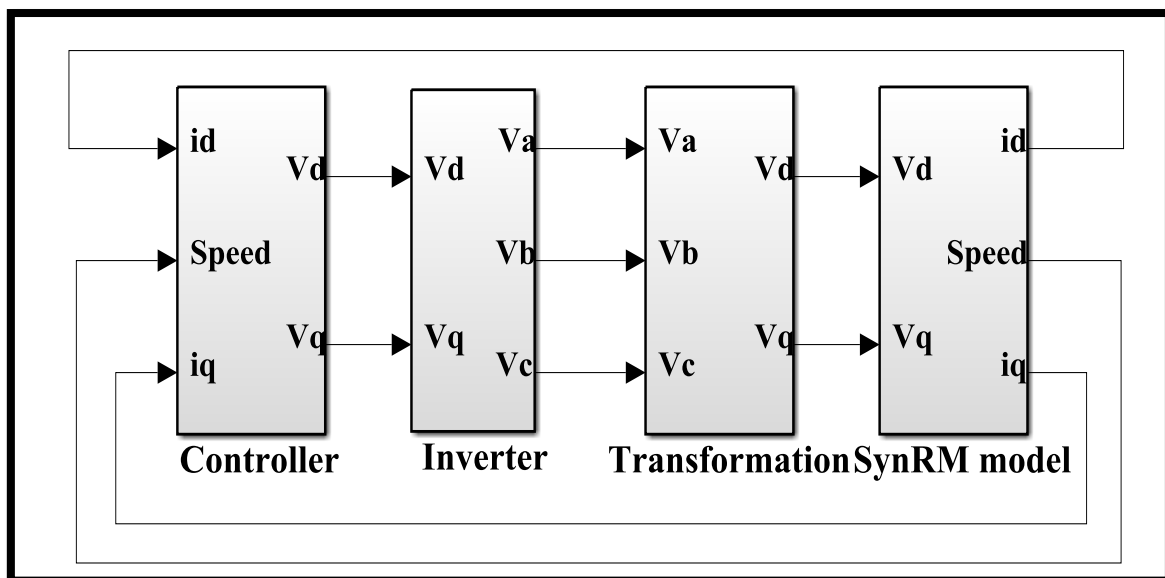 id
Speed
iq
Vd
Vq
Controller
Vd
Vq
Va
Vb
Vc
Inverter
Va
Vb
Vc
Vd
Vq
Transformation
Vd
Vq
id
Speed
iq
SynRM model